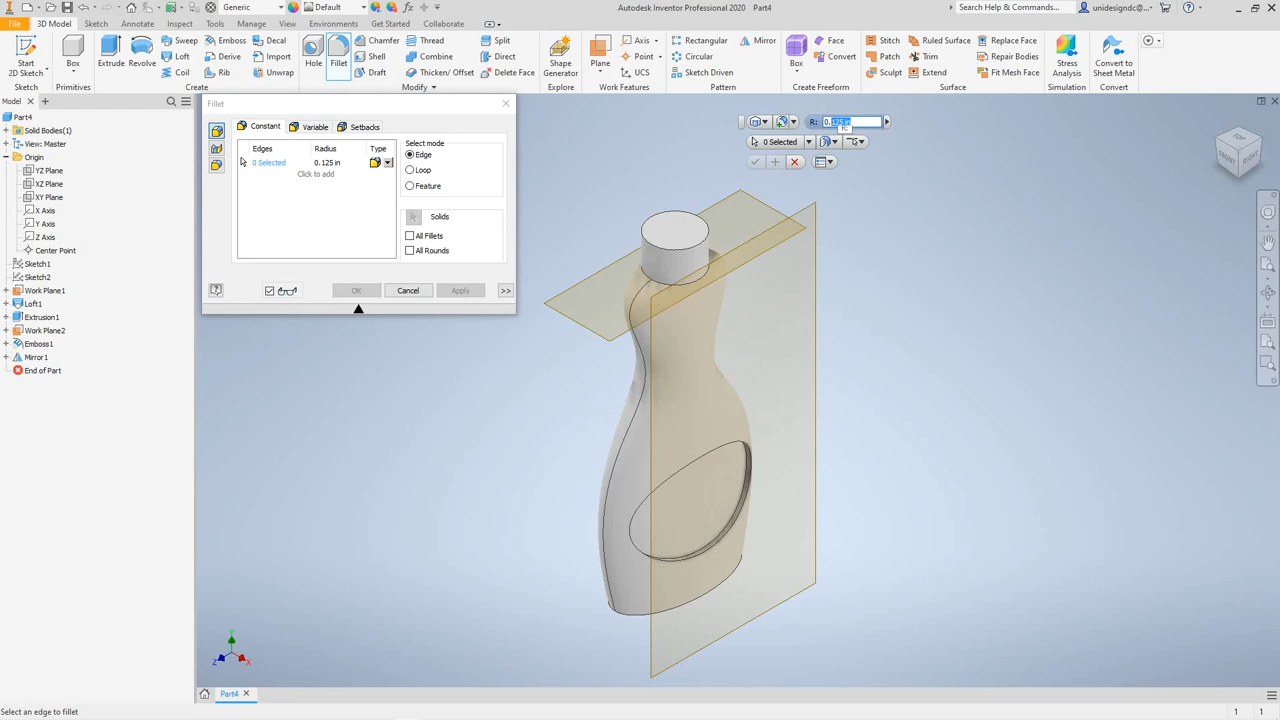 Generic
Default
Autodesk Inventor Professional 2020 Part4
Search Help & Commands...
unidesigndc...
File
3D Model
Sketch
Annotate
Inspect
Tools
Manage
View
Environments
Get Started
Collaborate
Start
2D Sketch
Box
Extrude
Revolve
Sweep
Loft
Coil
Emboss
Derive
Rib
Decal
Import
Unwrap
Hole
Fillet
Chamfer
Shell
Draft
Thread
Combine
Thicken/ Offset
Split
Direct
Delete Face
Shape
Generator
Plane
Axis
Point
UCS
Rectangular
Circular
Sketch Driven
Mirror
Box
Face
Convert
Stitch
Patch
Sculpt
Ruled Surface
Trim
Extend
Replace Face
Repair Bodies
Fit Mesh Face
Stress
Analysis
Convert to
Sheet Metal
Sketch
Primitives
Create
Modify
Explore
Work Features
Pattern
Create Freeform
Surface
Simulation
Convert
Model
Part4
Solid Bodies(1)
View: Master
Origin
YZ Plane
XZ Plane
XY Plane
X Axis
Y Axis
Z Axis
Center Point
Sketch1
Sketch2
Work Plane1
Loft1
Extrusion1
Work Plane2
Emboss1
Mirror1
End of Part
Fillet
Constant
Variable
Setbacks
Edges
Radius
Type
0 Selected
0.125 in
Click to add
Select mode
Edge
Loop
Feature
Solids
All Fillets
All Rounds
OK
Cancel
Apply
>>
R: 0.125 in
0 Selected
TOP
FRONT
RIGHT
Y
Z
X
Part4
Select an edge to fillet
1
1